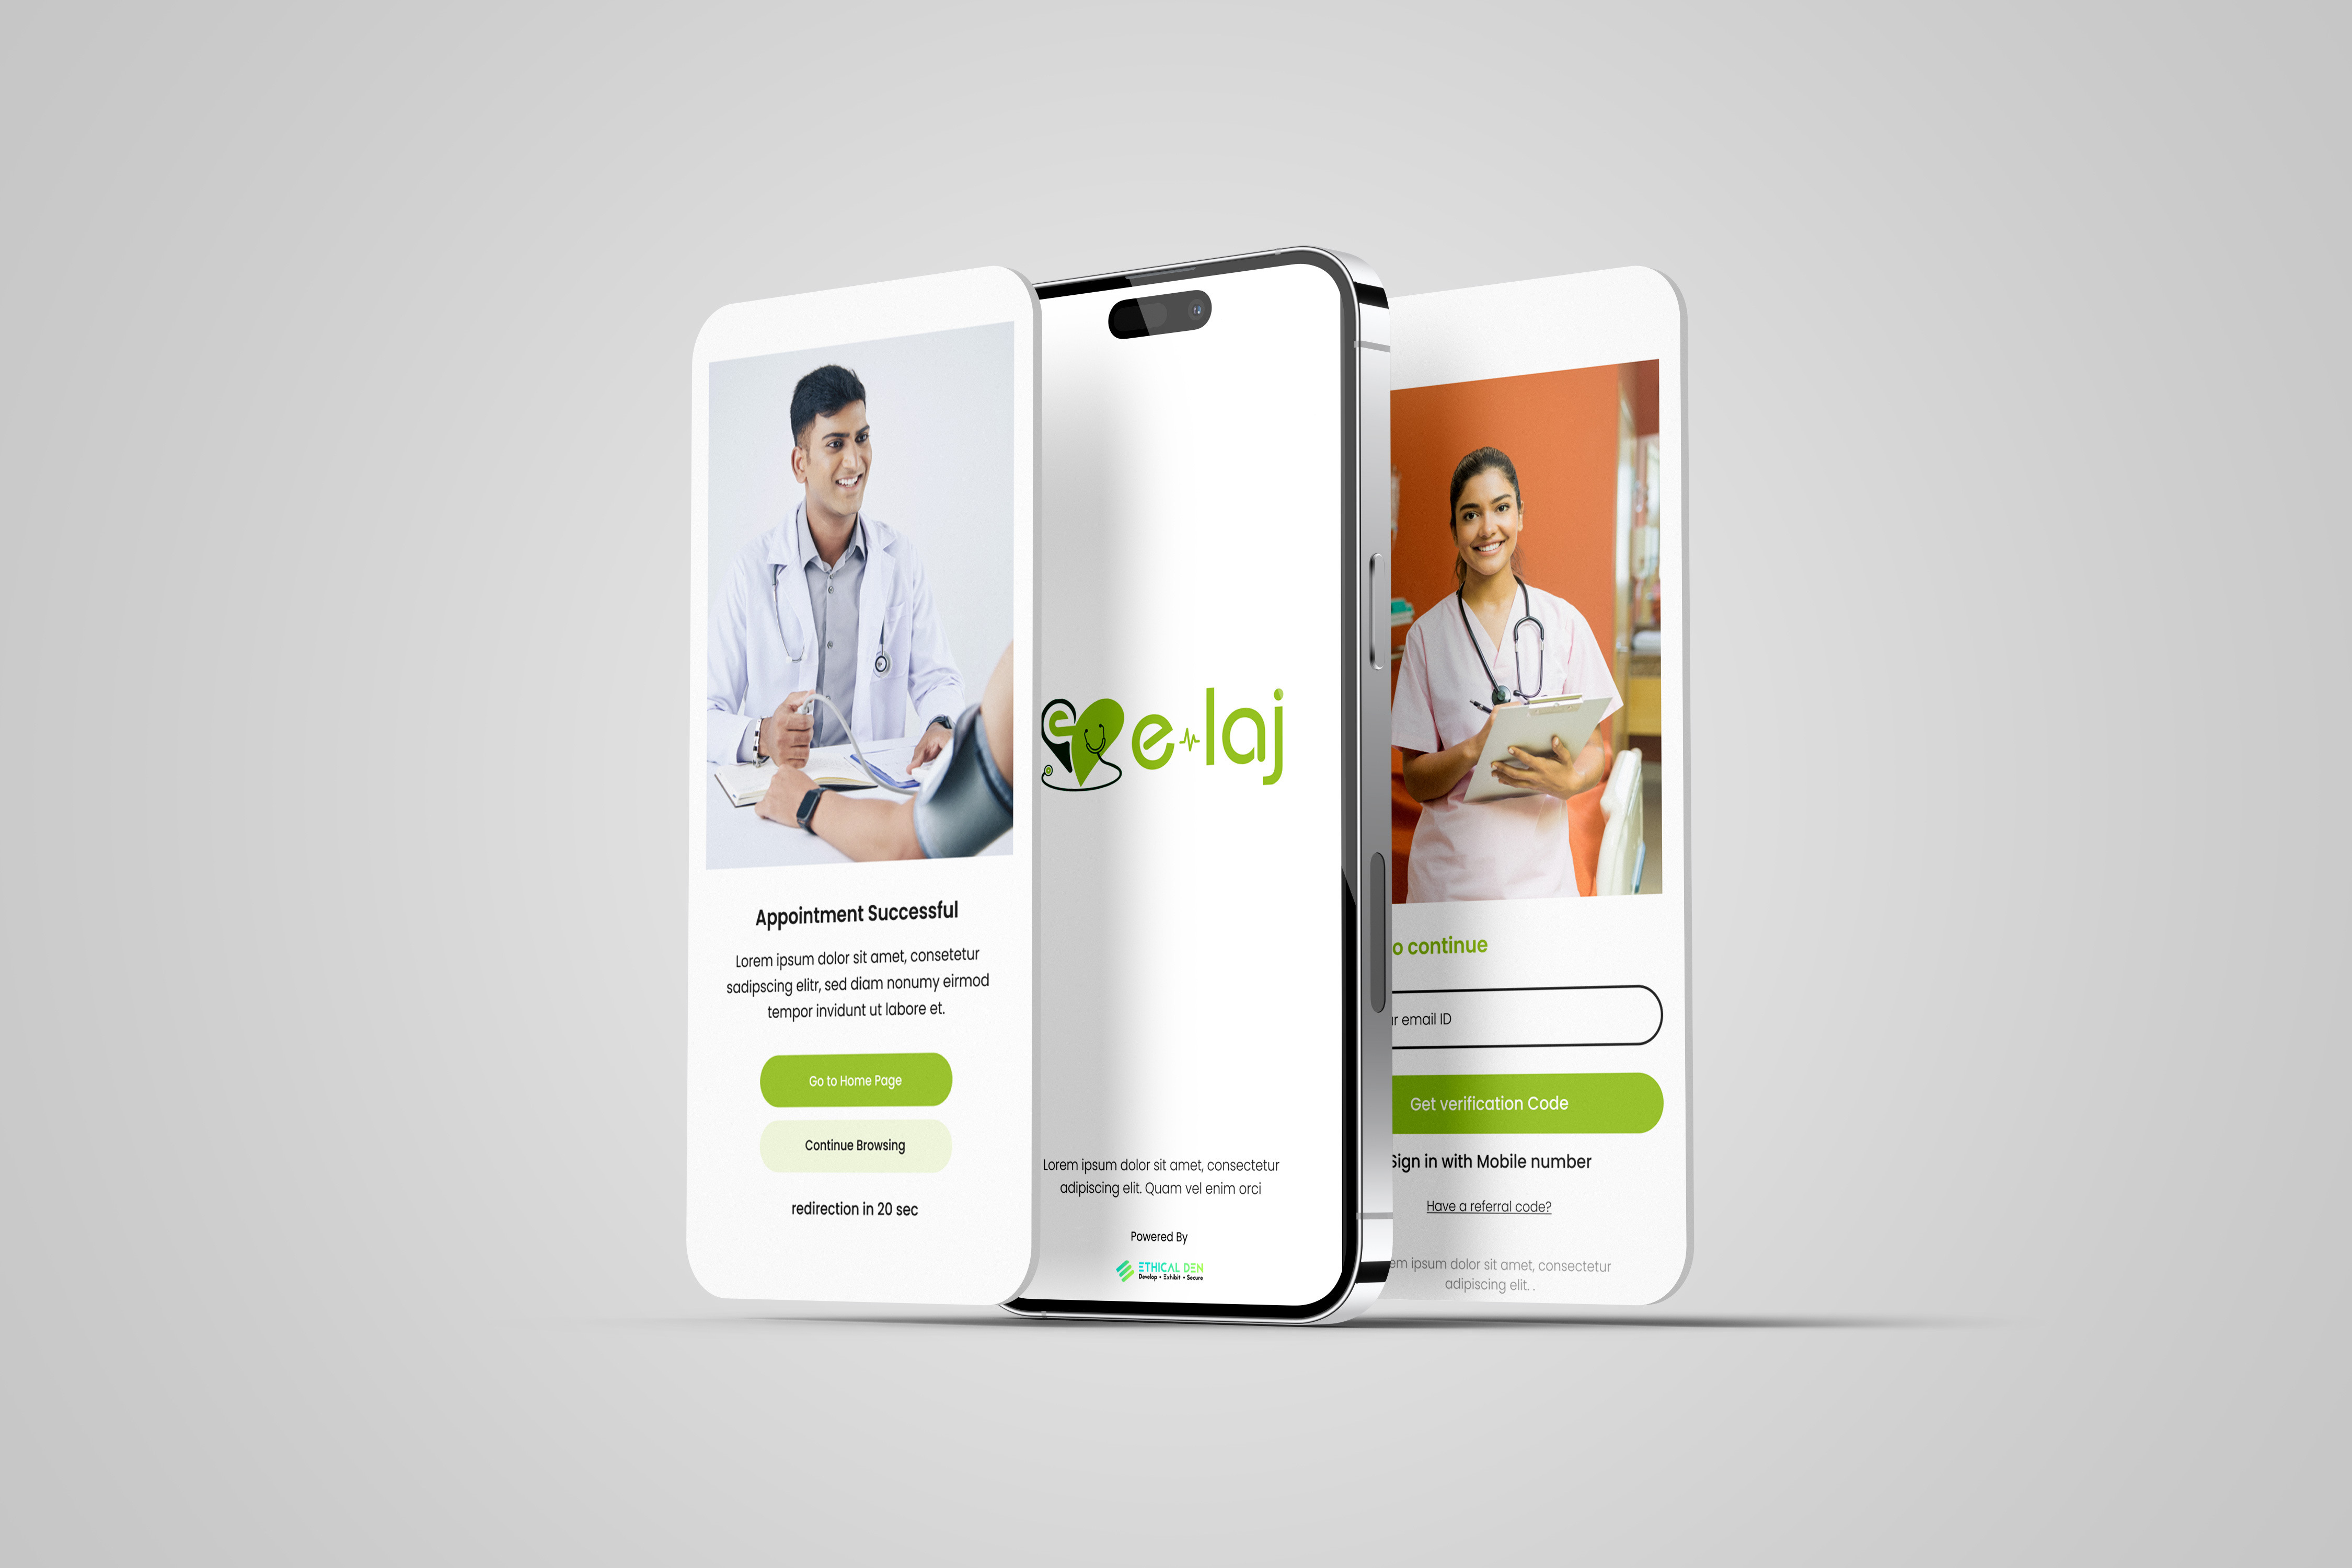 Appointment Successful
Lorem ipsum dolor sit amet, consetetur
sadipscing elitr, sed diam nonumy eirmod
tempor invidunt ut labore et.
Go to Home Page
Continue Browsing
redirection in 20 sec
e
e-laj
Lorem ipsum dolor sit amet, consectetur
adipiscing elit. Quam vel enim orci
Powered By
ETHICAL DEN
Develop • Exhibit • Secure
o continue
r email ID
Get verification Code
Sign in with Mobile number
Have a referral code?
em ipsum dolor sit amet, consectetur
adipiscing elit. .